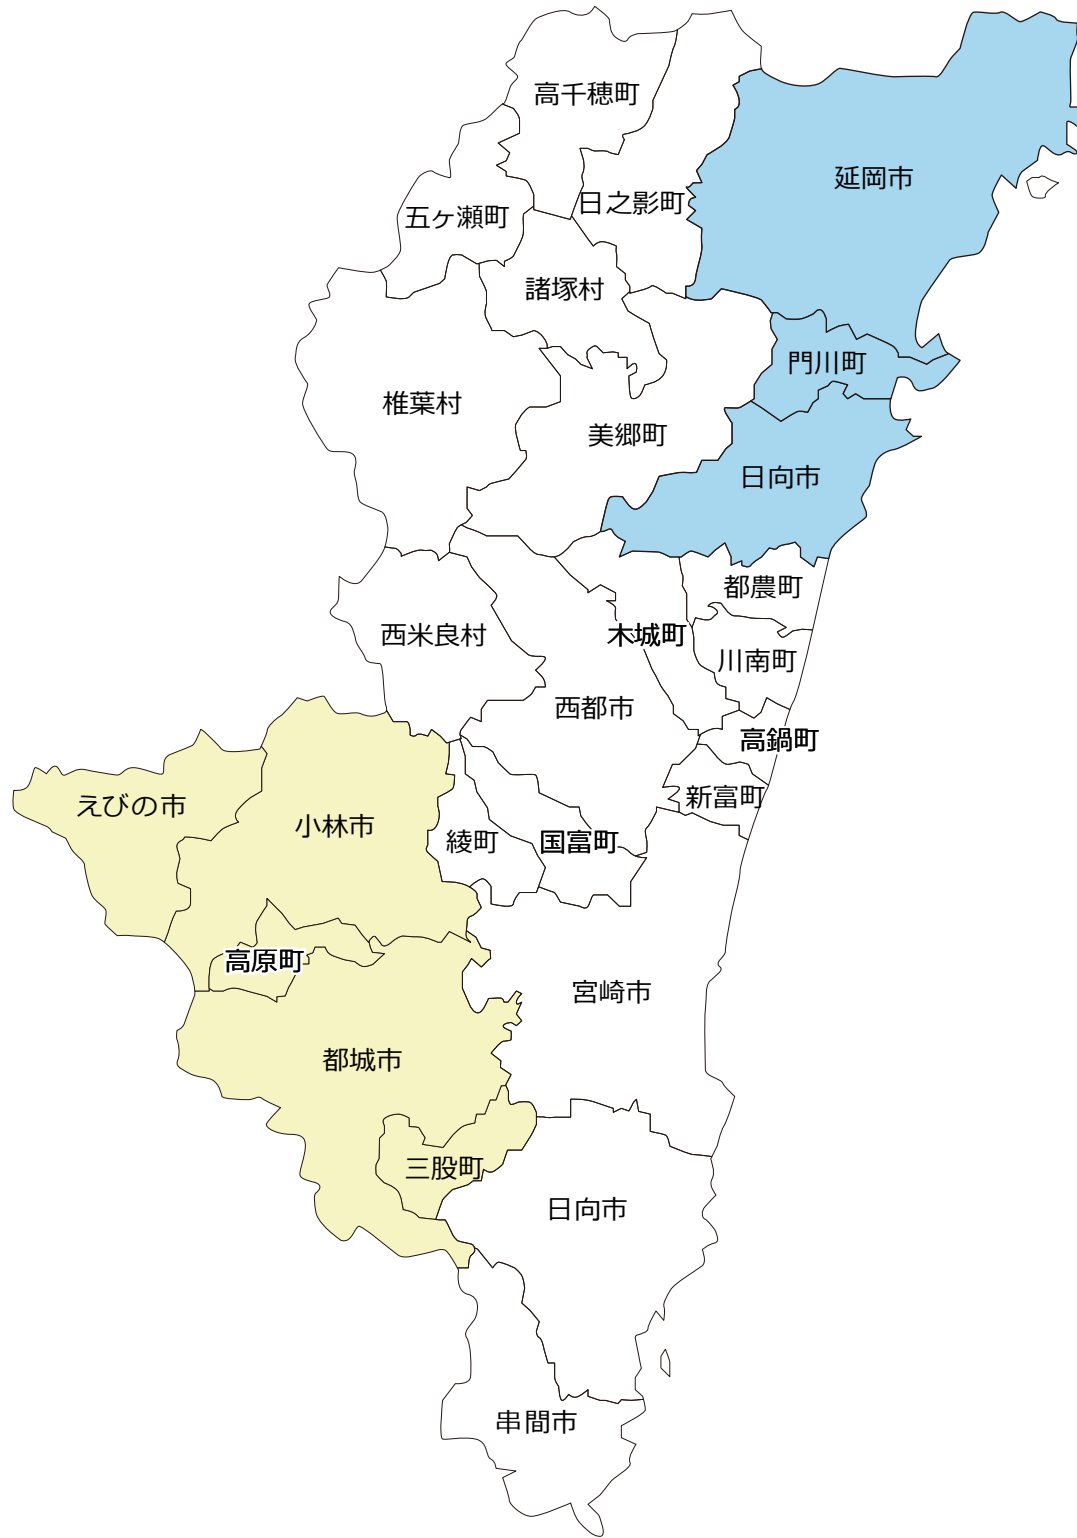 高千穂町
延岡市
日之影町
五ヶ瀬町
諸塚村
門川町
椎葉村
美郷町
日向市
都農町
西米良村
木城町
川南町
西都市
高鍋町
新富町
えびの市
小林市
綾町
国富町
高原町
宮崎市
都城市
三股町
日向市
串間市